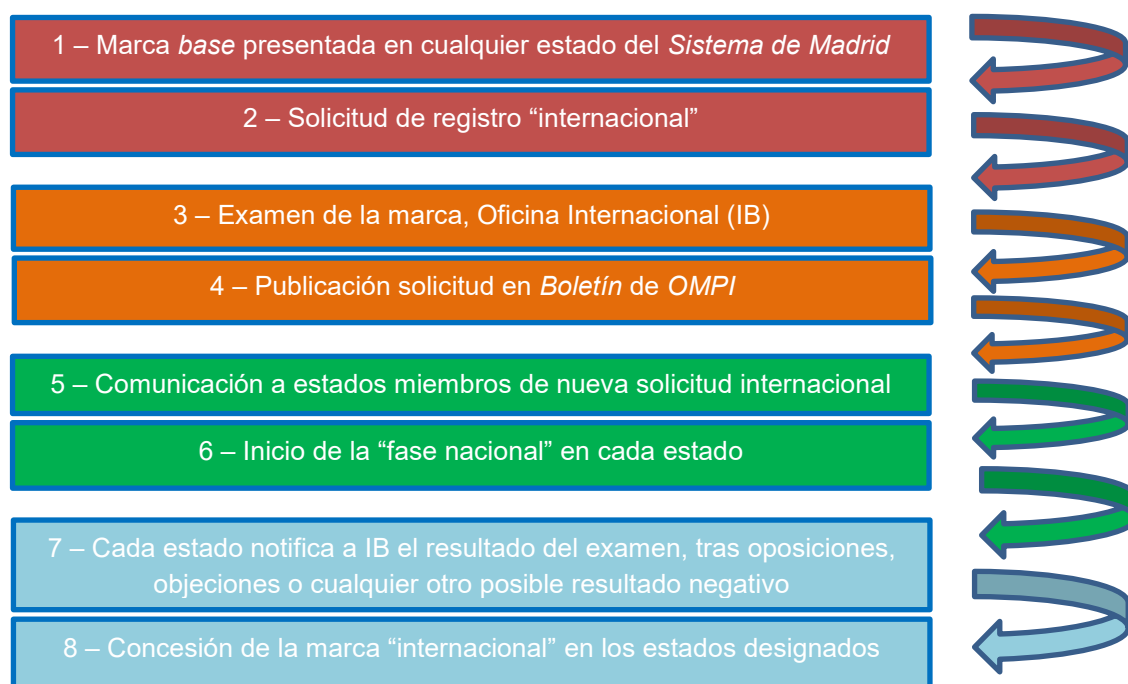 1 – Marca base presentada en cualquier estado del Sistema de Madrid
2 – Solicitud de registro “internacional”
3 – Examen de la marca, Oficina Internacional (IB)
4 – Publicación solicitud en Boletín de OMPI
5 – Comunicación a estados miembros de nueva solicitud internacional
6 – Inicio de la “fase nacional” en cada estado
7 – Cada estado notifica a IB el resultado del examen, tras oposiciones,
objeciones o cualquier otro posible resultado negativo
8 – Concesión de la marca “internacional” en los estados designados